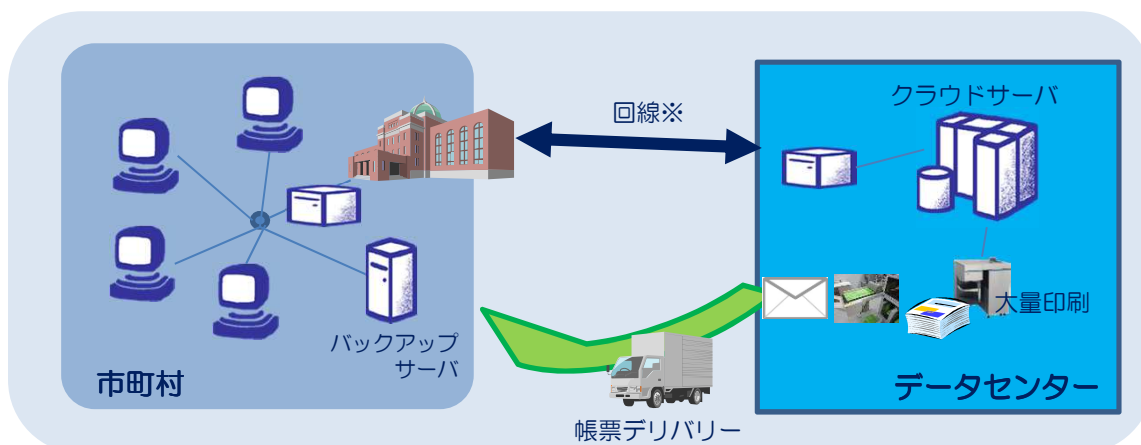 回線※
クラウドサーバ
大量印刷
バックアップ
サーバ
市町村
データセンター
帳票デリバリー